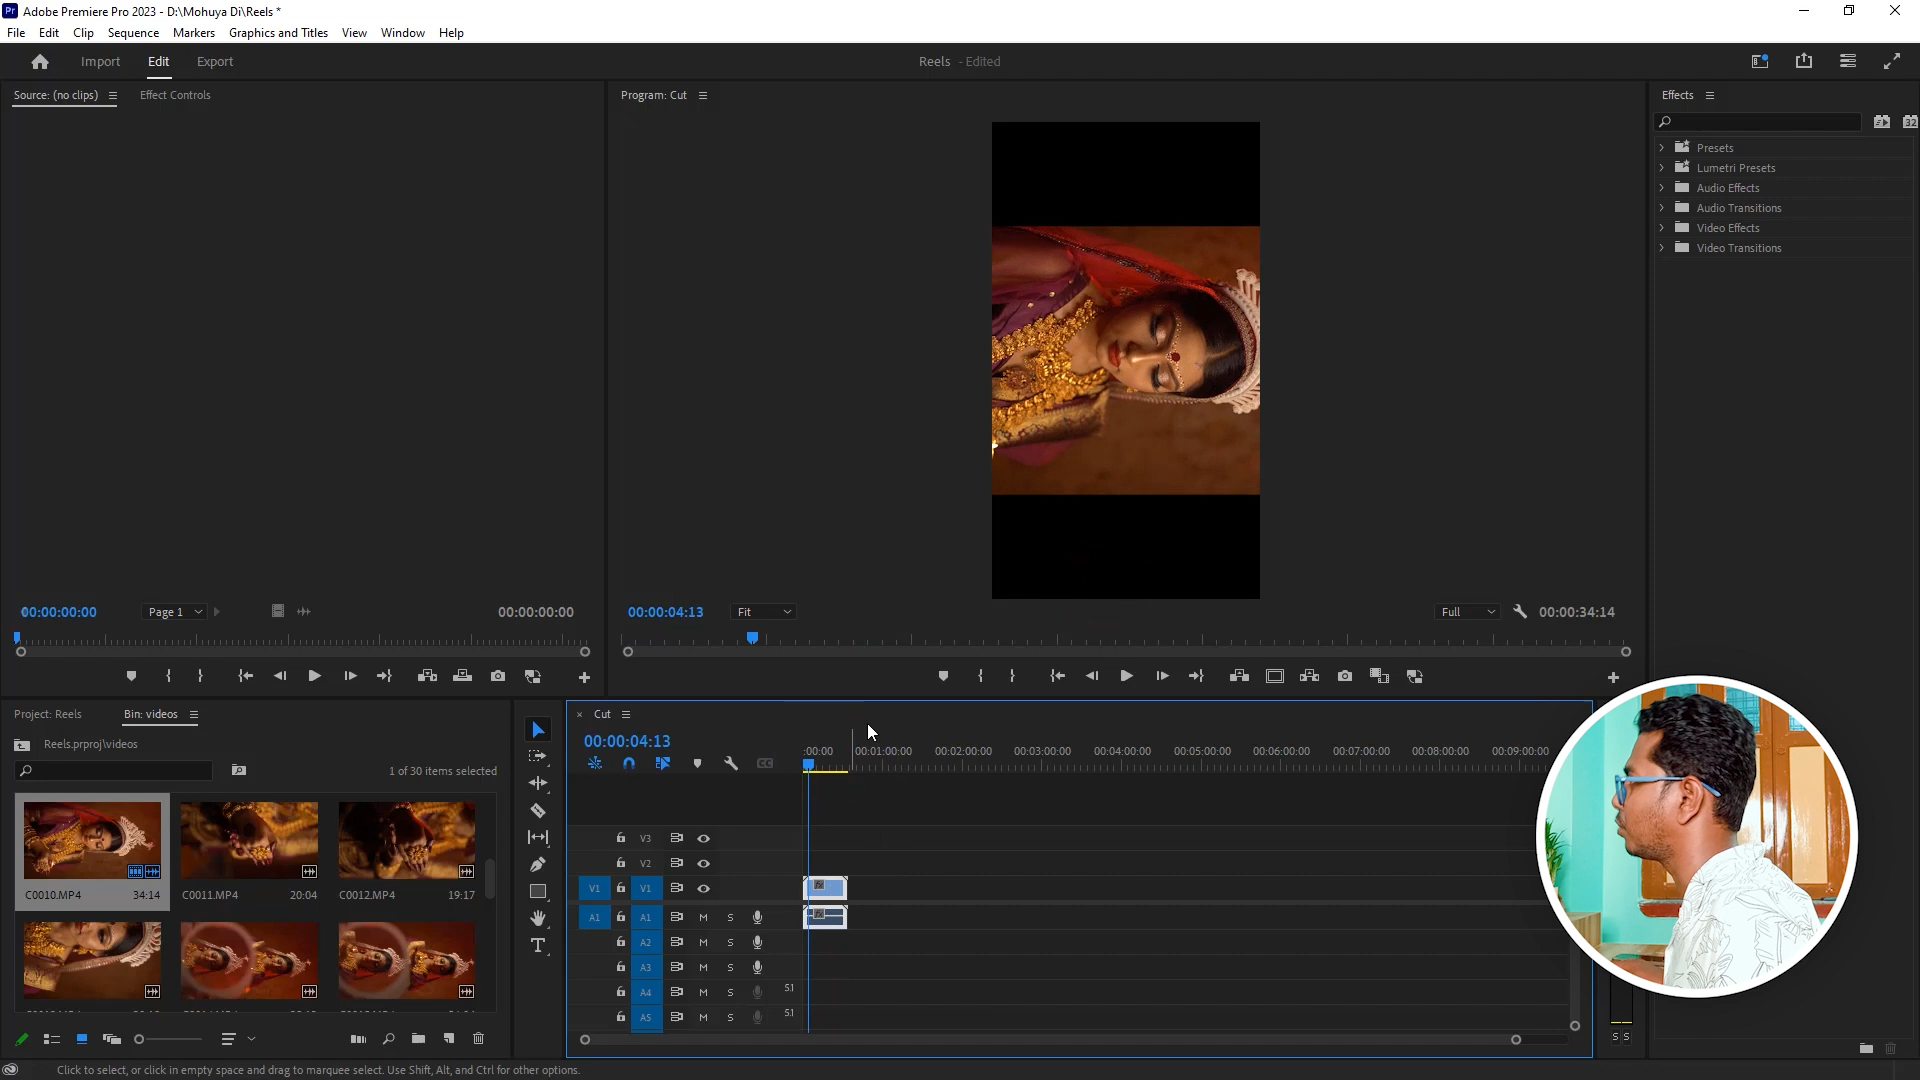 Pr Adobe Premiere Pro 2023 - D:\Mohuya Di\Reels *
File Edit Clip Sequence Markers Graphics and Titles View Window Help
Import Edit Export
Reels - Edited
Source: (no clips) Effect Controls
Program: Cut
Effects
32
Presets
Lumetri Presets
Audio Effects
Audio Transitions
Video Effects
Video Transitions
00:00:00:00 Page 1 00:00:00:00
00:00:04:13 Fit Full 00:00:34:14
Project: Reels Bin: videos
Reels.prproj\videos
1 of 30 items selected
C0010.MP4 34:14
C0011.MP4 20:04
C0012.MP4 19:17
× Cut
00:00:04:13
:00:00 00:01:00:00 00:02:00:00 00:03:00:00 00:04:00:00 00:05:00:00 00:06:00:00 00:07:00:00 00:08:00:00 00:09:00:00
CC
V3
V2
V1 V1 fx
A1 A1 M S
A2 M S
A3 M S
A4 M S 5.1
A5 M S 5.1
S S
T
Click to select, or click in empty space and drag to marquee select. Use Shift, Alt, and Ctrl for other options.